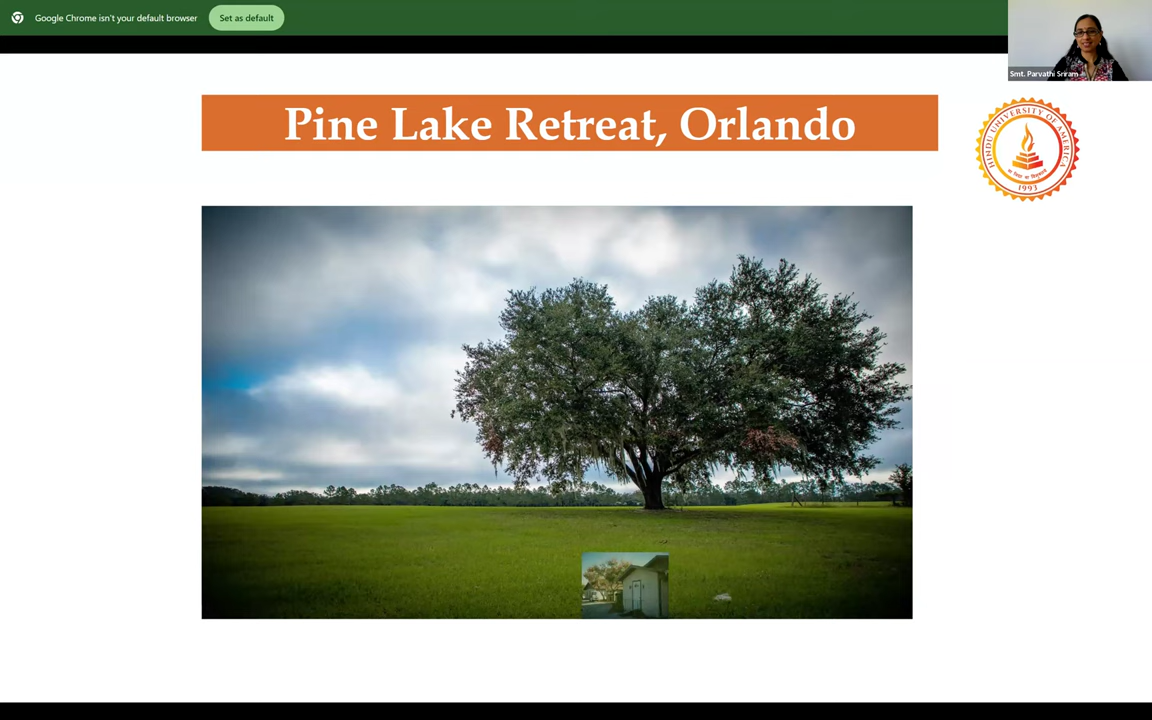 Google Chrome isn't your default browser
Set as default
Smt. Parvathi Sriram
Pine Lake Retreat, Orlando
HINDU UNIVERSITY OF AMERICA
1993